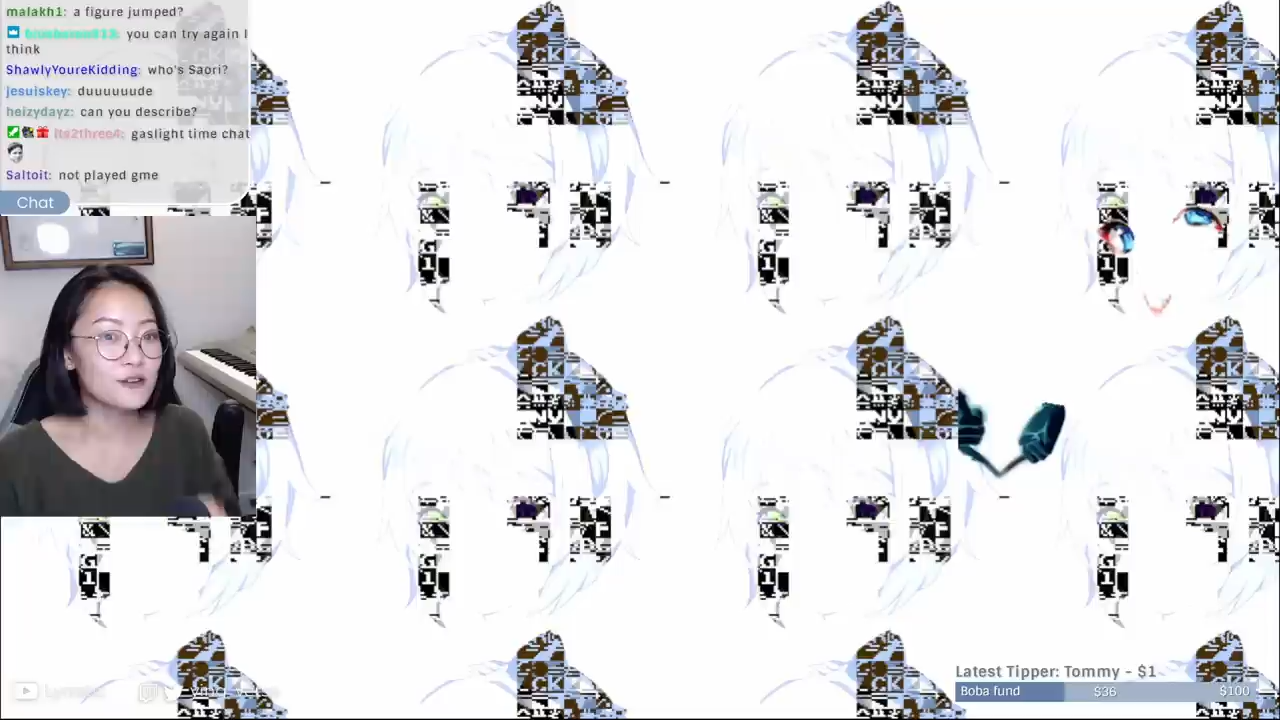 malakh1: a figure jumped?
you can try again I
think
ShawlyYoureKidding: who's Saori?
jesuiskey: duuuuuude
heizydayz: can you describe?
its21hree4: gaslight time chat
Saltoit: not played gme
Chat
Latest Tipper: Tommy - $1
Boba fund $36 $100